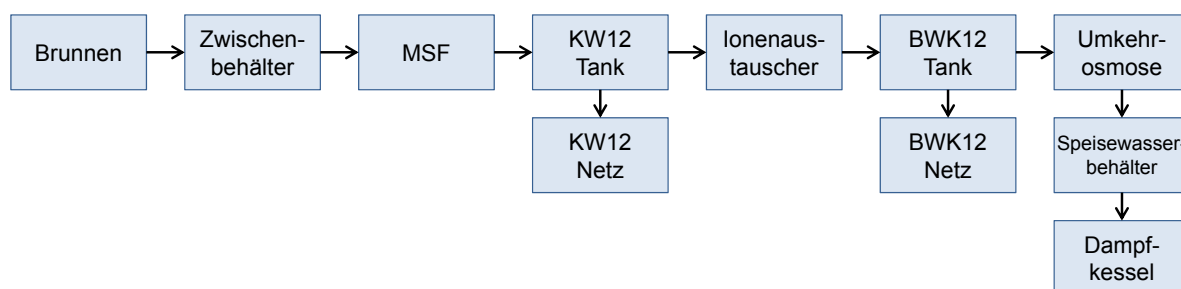 Brunnen
Zwischen-
behälter
MSF
KW12
Tank
Ionenaus-
tauscher
BWK12
Tank
Umkehr-
osmose
KW12
Netz
BWK12
Netz
Speisewasser-
behälter
Dampf-
kessel